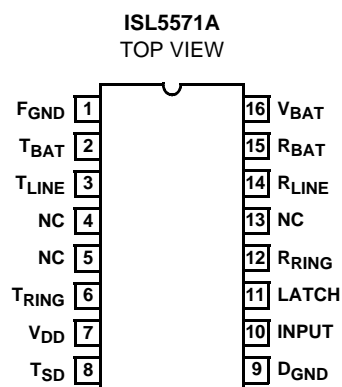 ISL5571A
TOP VIEW
FGND 1 16 VBAT
TBAT 2 15 RBAT
TLINE 3 14 RLINE
NC 4 13 NC
NC 5 12 RRING
TRING 6 11 LATCH
VDD 7 10 INPUT
TSD 8 9 DGND